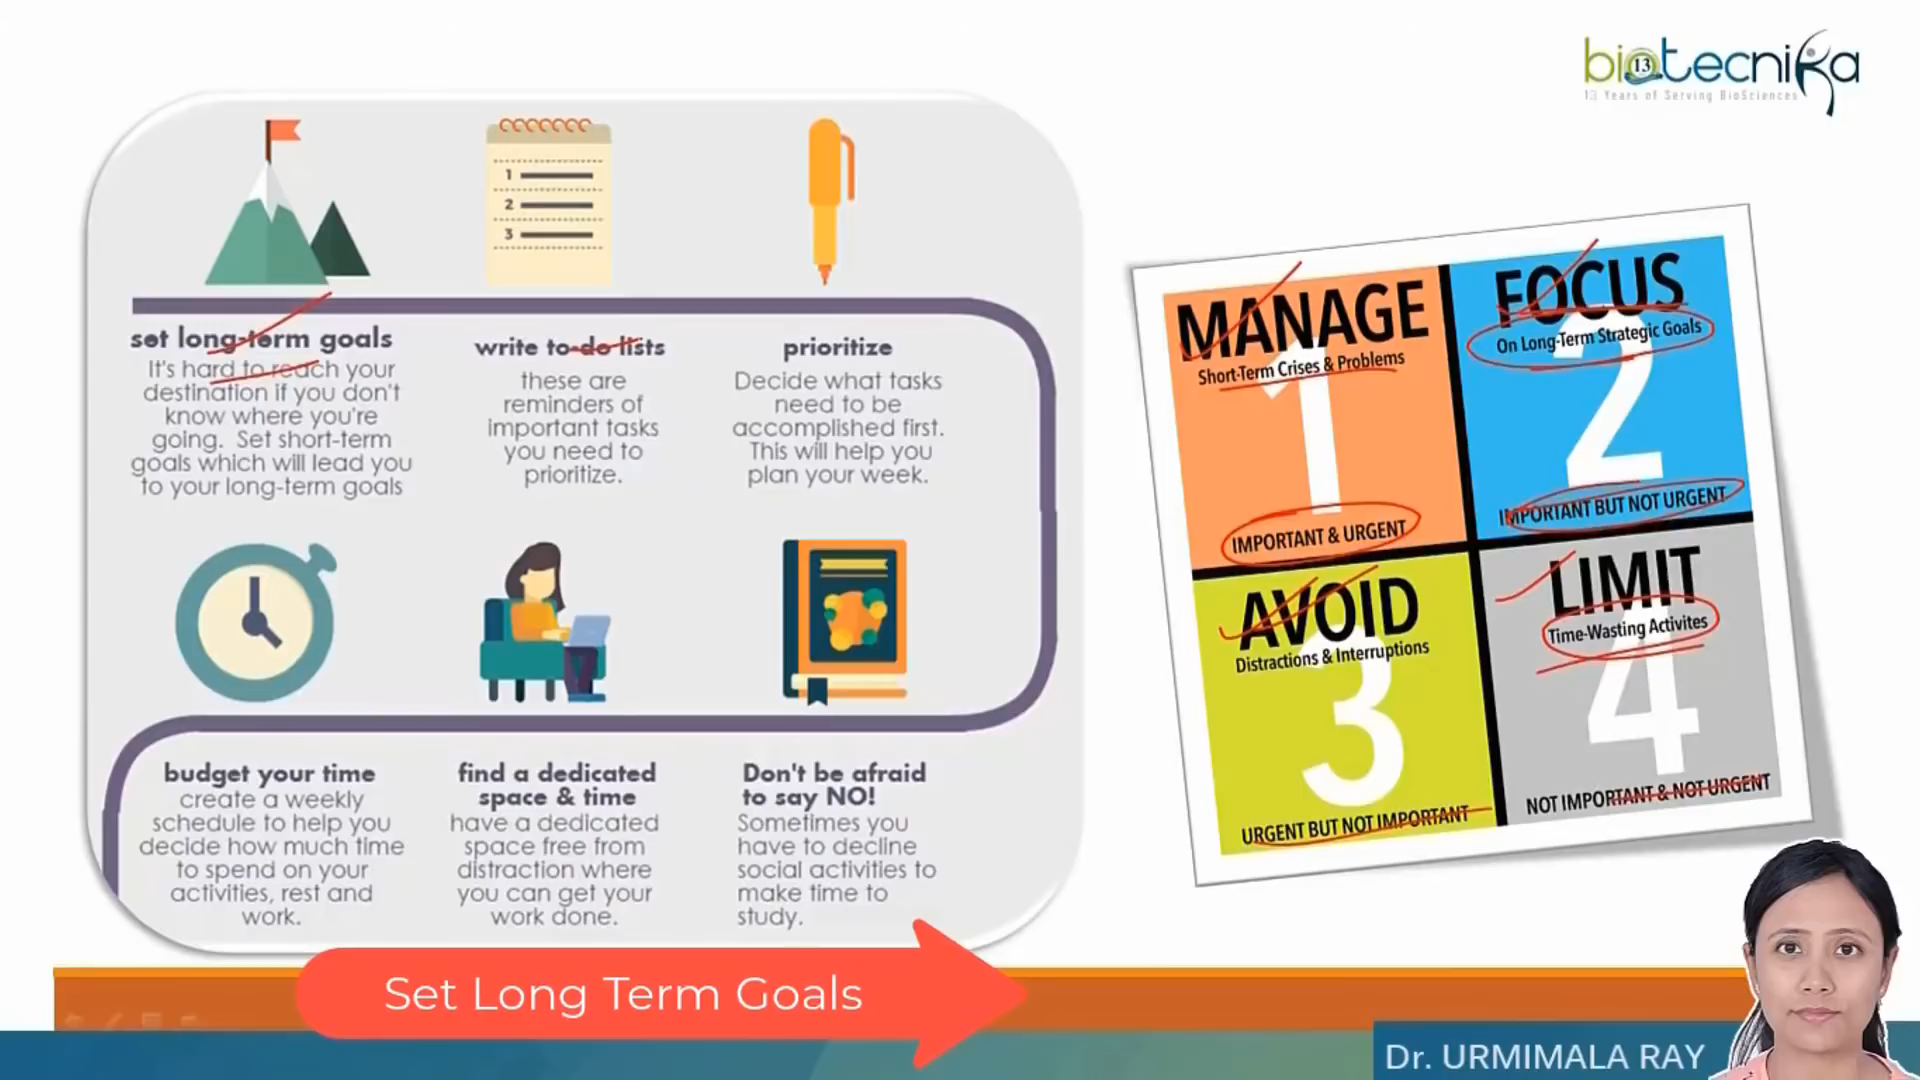 biotecnika
13
13 Years of Serving BioSciences
1
2
3
set long-term goals
It's hard to reach your
destination if you don't
know where you're
going. Set short-term
goals which will lead you
to your long-term goals
write to-do lists
these are
reminders of
important tasks
you need to
prioritize.
prioritize
Decide what tasks
need to be
accomplished first.
This will help you
plan your week.
budget your time
create a weekly
schedule to help you
decide how much time
to spend on your
activities, rest and
work.
find a dedicated
space & time
have a dedicated
space free from
distraction where
you can get your
work done.
Don't be afraid
to say NO!
Sometimes you
have to decline
social activities to
make time to
study.
MANAGE
Short-Term Crises & Problems
1
IMPORTANT & URGENT
FOCUS
On Long-Term Strategic Goals
2
IMPORTANT BUT NOT URGENT
AVOID
Distractions & Interruptions
3
URGENT BUT NOT IMPORTANT
LIMIT
Time-Wasting Activites
4
NOT IMPORTANT & NOT URGENT
Set Long Term Goals
Dr. URMIMALA RAY